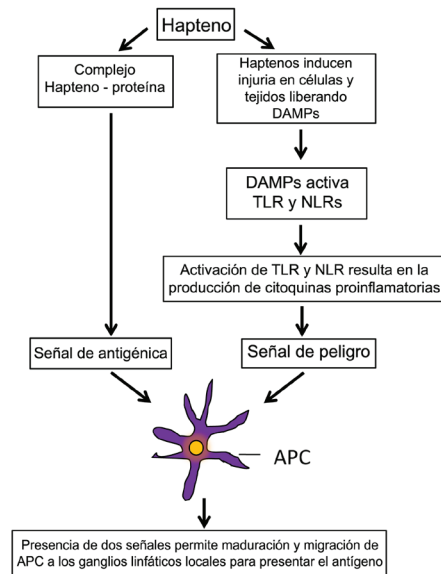 Hapteno
Complejo
Hapteno - proteína
Haptenos inducen
injuria en células y
tejidos liberando
DAMPs
DAMPs activa
TLR y NLRs
Activación de TLR y NLR resulta en la
producción de citoquinas proinflamatorias
Señal de antigénica
Señal de peligro
APC
Presencia de dos señales permite maduración y migración de
APC a los ganglios linfáticos locales para presentar el antígeno